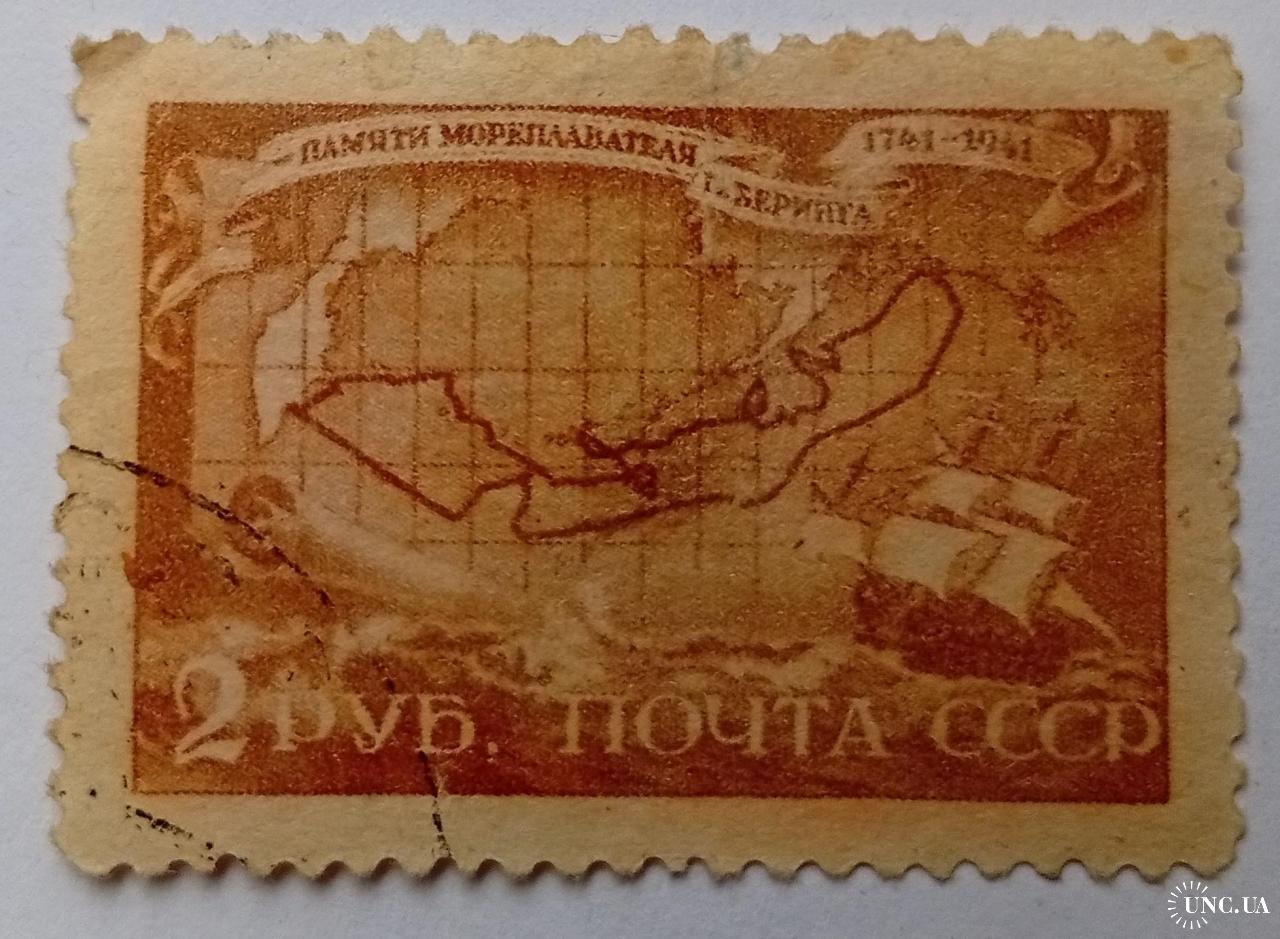 ПАМЯТИ МОРЕПЛАВАТЕЛЯ
БЕРИНГА
1741-1941
2 РУБ. ПОЧТА СССР
UNC.UA